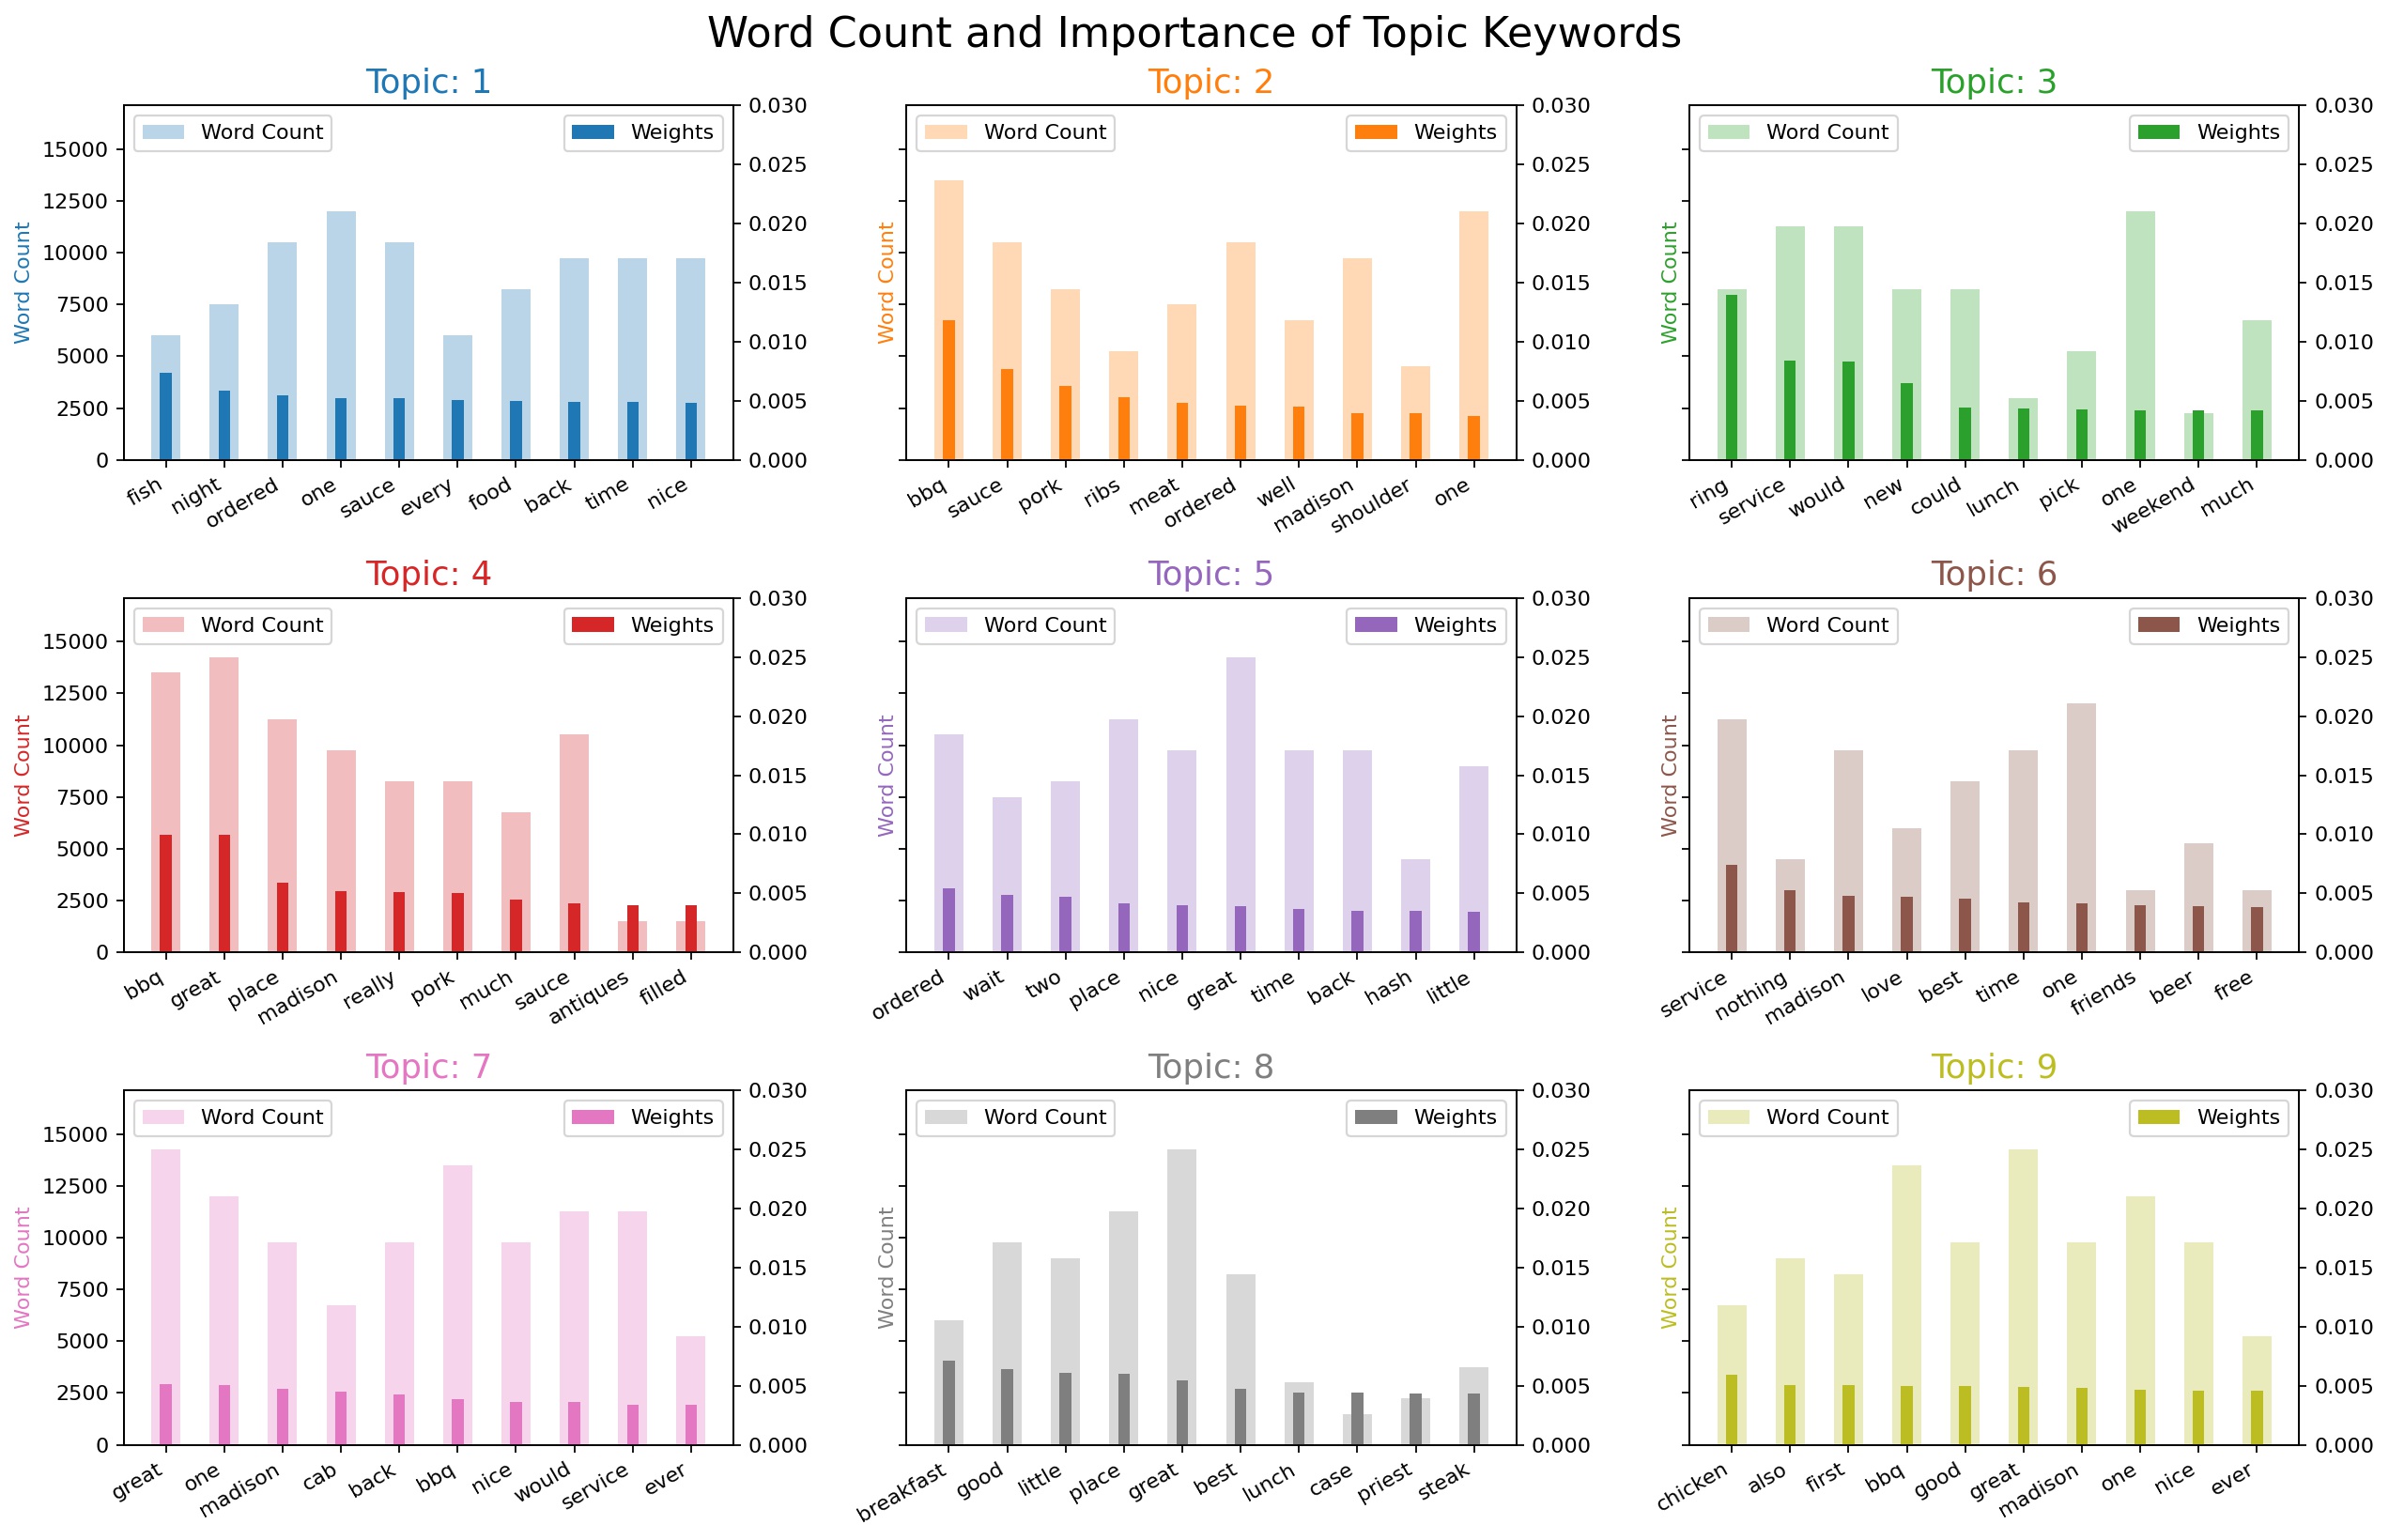 Word Count and Importance of Topic Keywords
Topic: 1
Word Count
Weights
Word Count
15000
12500
10000
7500
5000
2500
0
0.030
0.025
0.020
0.015
0.010
0.005
0.000
fish night ordered one sauce every food back time nice
Topic: 2
Word Count
Weights
Word Count
0.030
0.025
0.020
0.015
0.010
0.005
0.000
bbq sauce pork ribs meat ordered well madison shoulder one
Topic: 3
Word Count
Weights
Word Count
0.030
0.025
0.020
0.015
0.010
0.005
0.000
ring service would new could lunch pick one weekend much
Topic: 4
Word Count
Weights
Word Count
15000
12500
10000
7500
5000
2500
0
0.030
0.025
0.020
0.015
0.010
0.005
0.000
bbq great place madison really pork much sauce antiques filled
Topic: 5
Word Count
Weights
Word Count
0.030
0.025
0.020
0.015
0.010
0.005
0.000
ordered wait two place nice great time back hash little
Topic: 6
Word Count
Weights
Word Count
0.030
0.025
0.020
0.015
0.010
0.005
0.000
service nothing madison love best time one friends beer free
Topic: 7
Word Count
Weights
Word Count
15000
12500
10000
7500
5000
2500
0
0.030
0.025
0.020
0.015
0.010
0.005
0.000
great one madison cab back bbq nice would service ever
Topic: 8
Word Count
Weights
Word Count
0.030
0.025
0.020
0.015
0.010
0.005
0.000
breakfast good little place great best lunch case priest steak
Topic: 9
Word Count
Weights
Word Count
0.030
0.025
0.020
0.015
0.010
0.005
0.000
chicken also first bbq good great madison one nice ever